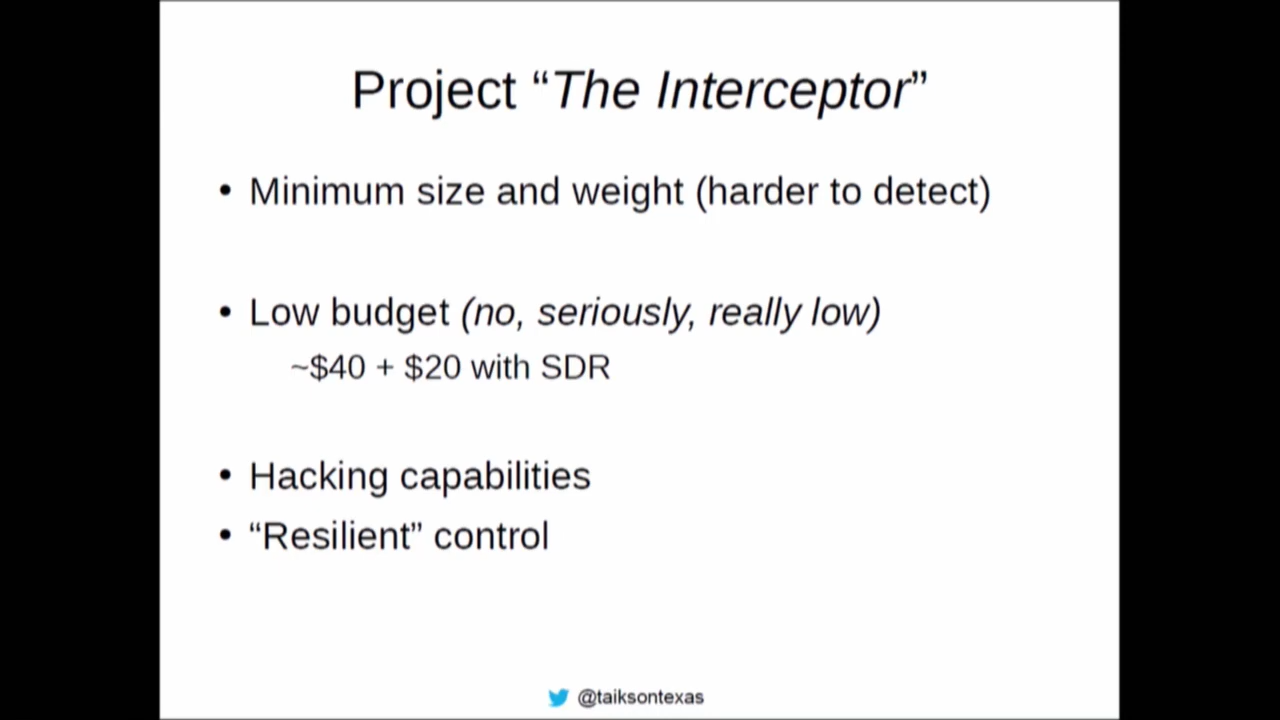 Project “The Interceptor”
• Minimum size and weight (harder to detect)
• Low budget (no, seriously, really low)
~$40 + $20 with SDR
• Hacking capabilities
• “Resilient” control
@taiksontexas